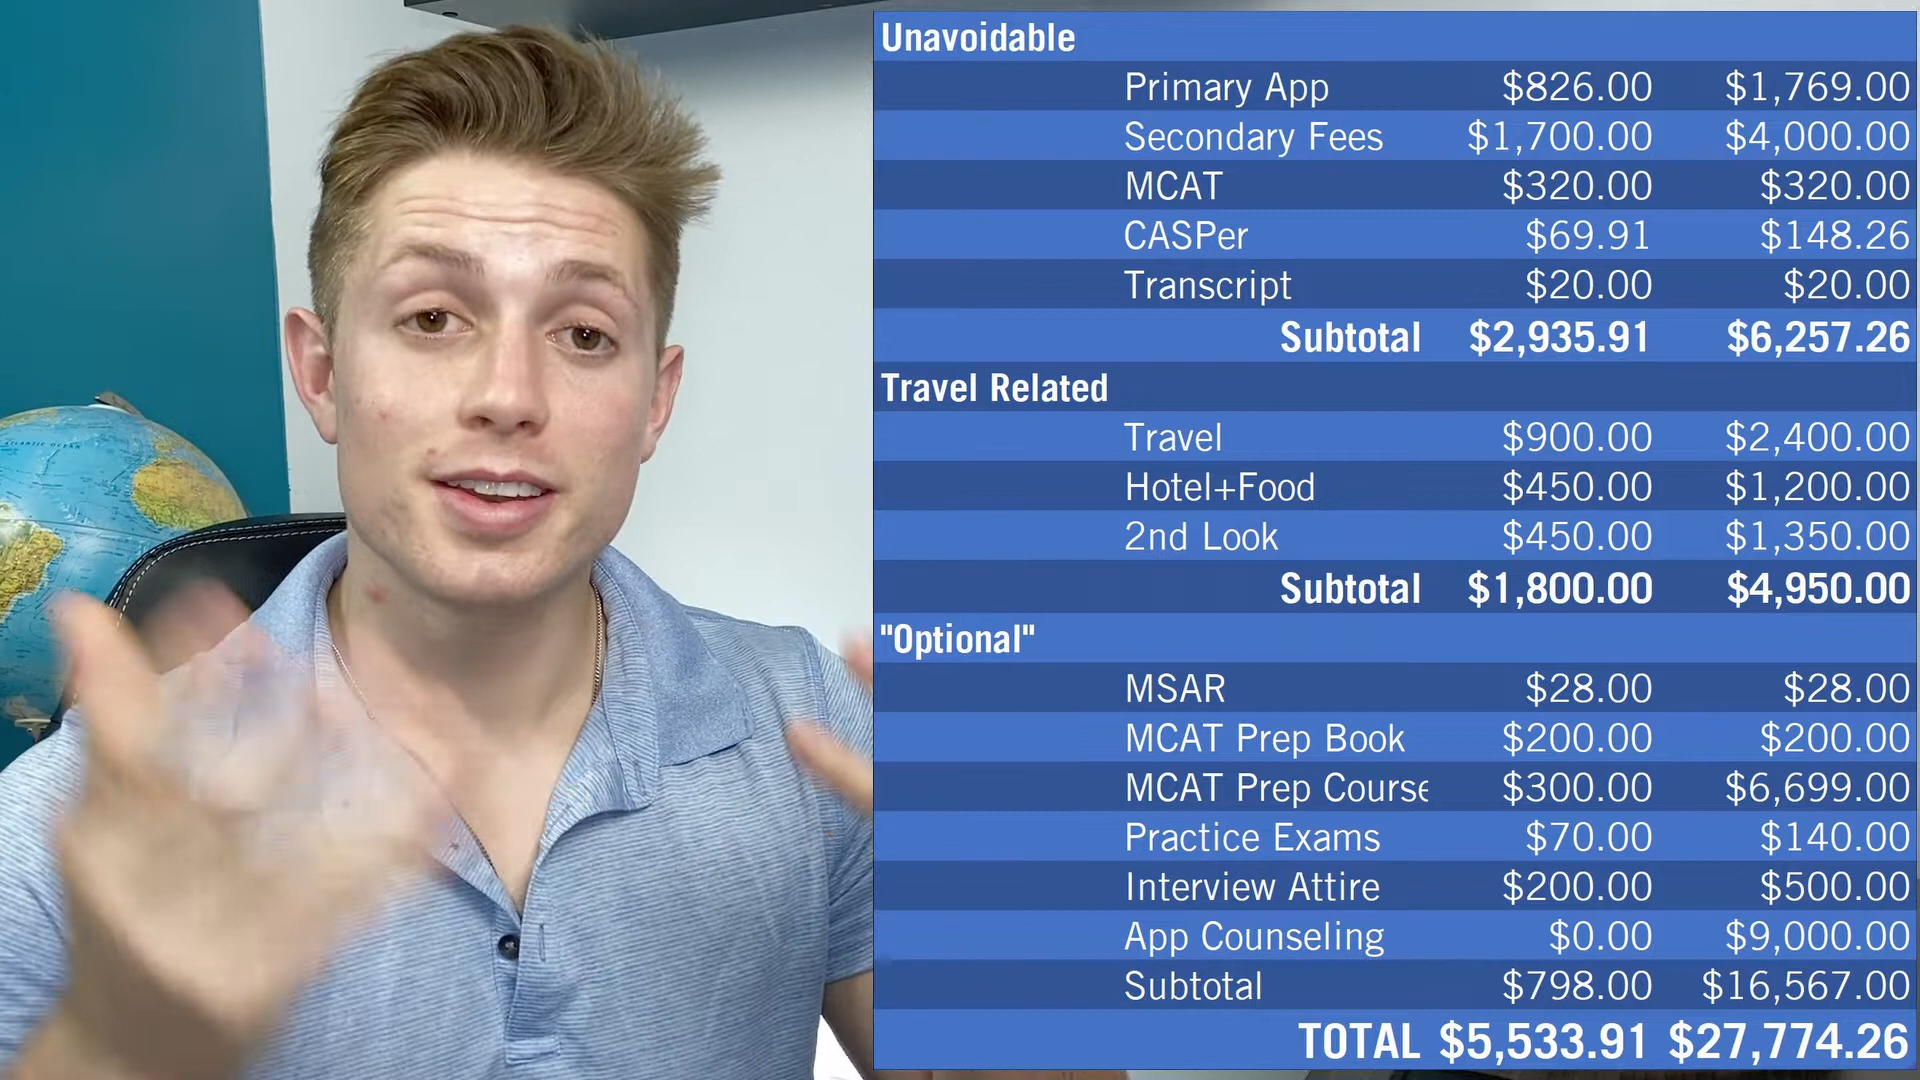 Unavoidable
Primary App $826.00 $1,769.00
Secondary Fees $1,700.00 $4,000.00
MCAT $320.00 $320.00
CASPer $69.91 $148.26
Transcript $20.00 $20.00
Subtotal $2,935.91 $6,257.26
Travel Related
Travel $900.00 $2,400.00
Hotel+Food $450.00 $1,200.00
2nd Look $450.00 $1,350.00
Subtotal $1,800.00 $4,950.00
"Optional"
MSAR $28.00 $28.00
MCAT Prep Book $200.00 $200.00
MCAT Prep Course $300.00 $6,699.00
Practice Exams $70.00 $140.00
Interview Attire $200.00 $500.00
App Counseling $0.00 $9,000.00
Subtotal $798.00 $16,567.00
TOTAL $5,533.91 $27,774.26